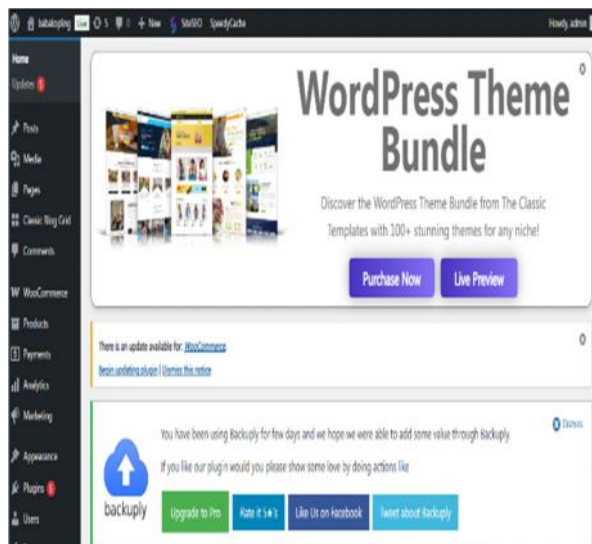 babakopling Live 5 0 New SiteSEO SpeedyCache Howdy, admin
Home
Updates 5
Posts
Media
Pages
Classic Blog Grid
Comments
WooCommerce
Products
Payments
Analytics
Marketing
Appearance
Plugins 5
Users
WordPress Theme
Bundle
Discover the WordPress Theme Bundle from The Classic
Templates with 100+ stunning themes for any niche!
Purchase Now Live Preview
There is an update available for: WooCommerce.
Begin updating plugin | Dismiss this notice
You have been using Backuply for few days and we hope we were able to add some value through Backuply.
Dismiss
If you like our plugin would you please show some love by doing actions like
backuply
Upgrade to Pro Rate it 5★'s Like Us on Facebook Tweet about Backuply